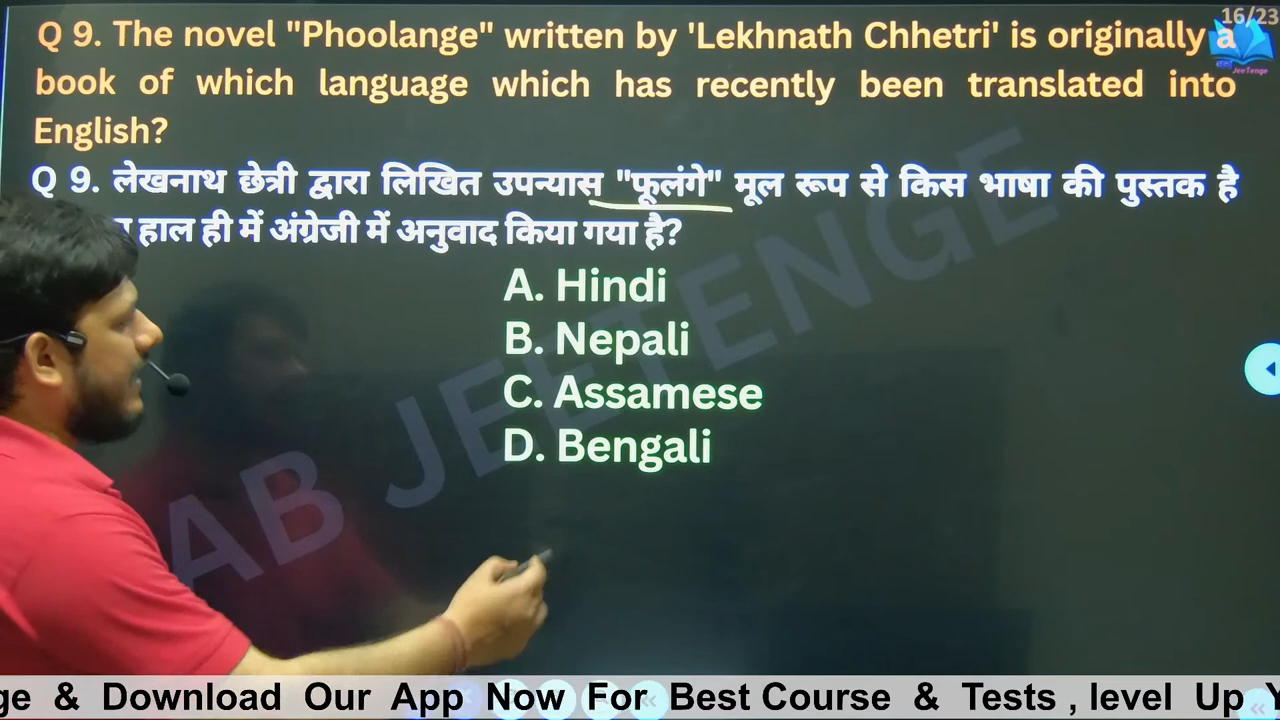 16/23
Q 9. The novel "Phoolange" written by 'Lekhnath Chhetri' is originally a
book of which language which has recently been translated into
English?
Q 9. लेखनाथ छेत्री द्वारा लिखित उपन्यास "फूलंगे" मूल रूप से किस भाषा की पुस्तक है
हाल ही में अंग्रेजी में अनुवाद किया गया है?
A. Hindi
B. Nepali
C. Assamese
D. Bengali
AB JEETENGE
JeeTenge
ge & Download Our App Now For Best Course & Tests , level Up Y